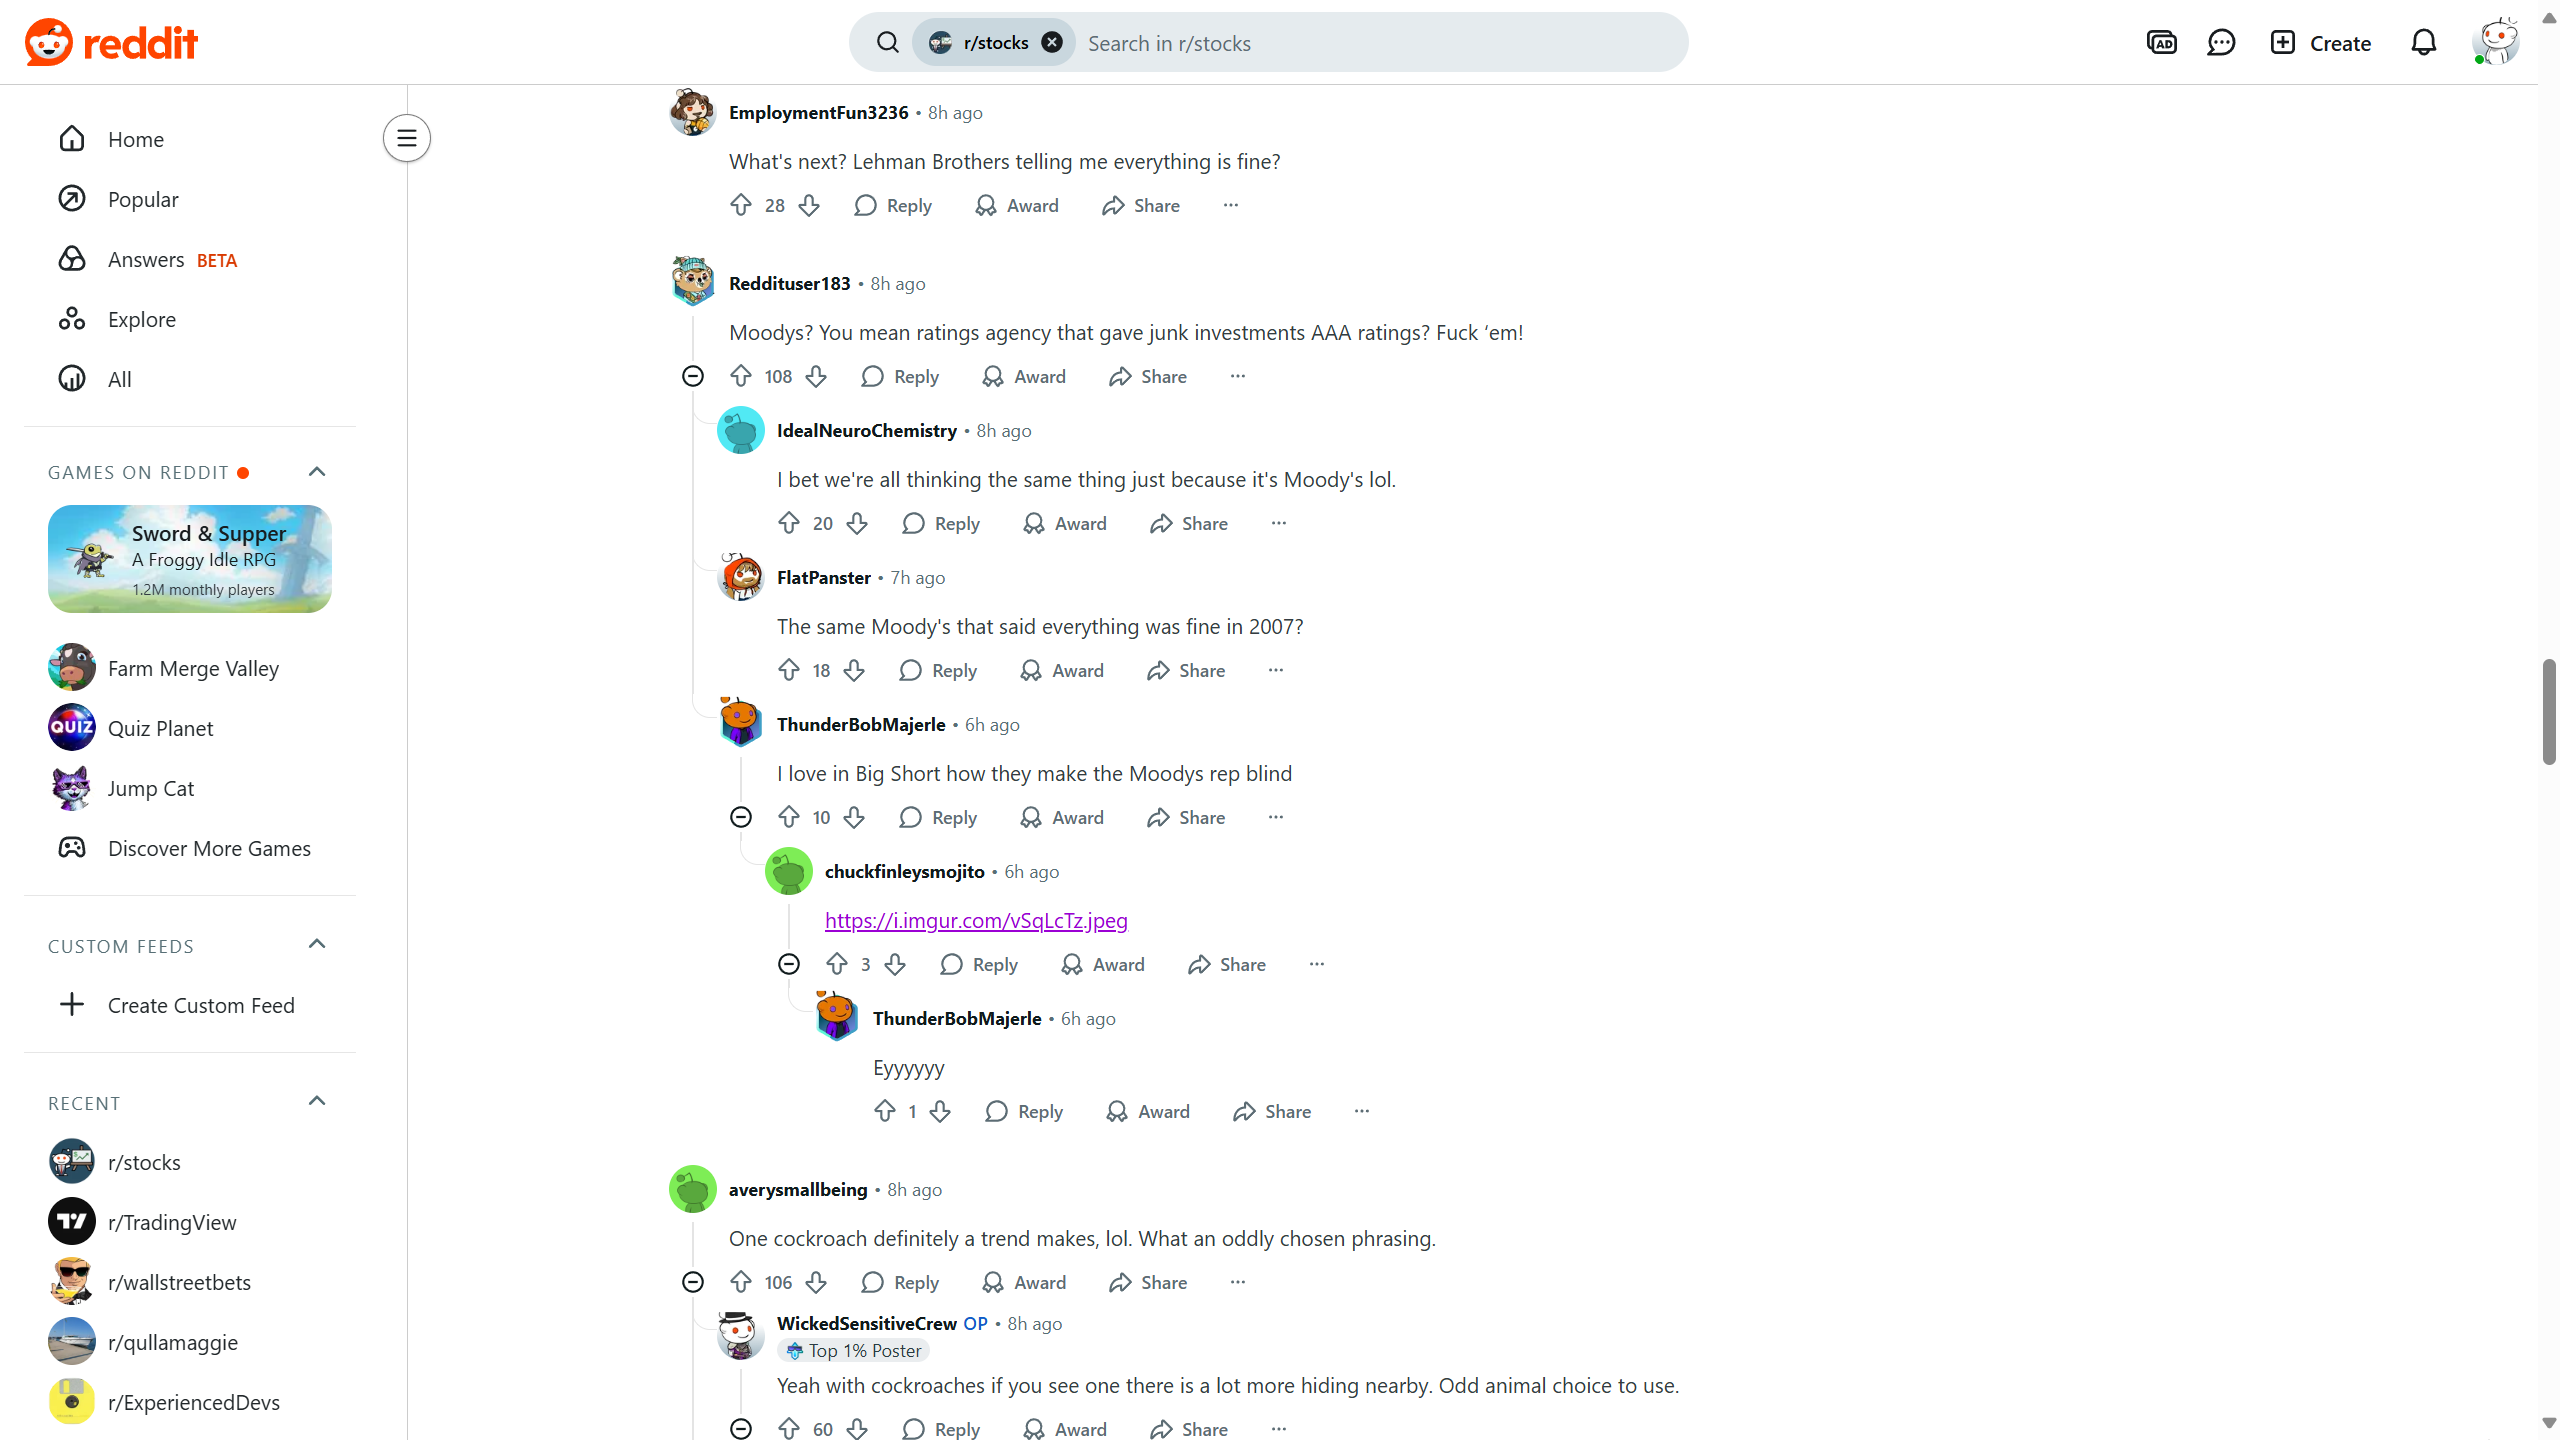 reddit
r/stocks
Search in r/stocks
Create
Home
Popular
Answers BETA
Explore
All
GAMES ON REDDIT
Sword & Supper
A Froggy Idle RPG
1.2M monthly players
Farm Merge Valley
QUIZ
Quiz Planet
Jump Cat
Discover More Games
CUSTOM FEEDS
Create Custom Feed
RECENT
r/stocks
r/TradingView
r/wallstreetbets
r/qullamaggie
r/ExperiencedDevs
EmploymentFun3236 • 8h ago
What's next? Lehman Brothers telling me everything is fine?
28 Reply Award Share
Reddituser183 • 8h ago
Moodys? You mean ratings agency that gave junk investments AAA ratings? Fuck ‘em!
108 Reply Award Share
IdealNeuroChemistry • 8h ago
I bet we're all thinking the same thing just because it's Moody's lol.
20 Reply Award Share
FlatPanster • 7h ago
The same Moody's that said everything was fine in 2007?
18 Reply Award Share
ThunderBobMajerle • 6h ago
I love in Big Short how they make the Moodys rep blind
10 Reply Award Share
chuckfinleysmojito • 6h ago
https://i.imgur.com/vSqLcTz.jpeg
3 Reply Award Share
ThunderBobMajerle • 6h ago
Eyyyyyy
1 Reply Award Share
averysmallbeing • 8h ago
One cockroach definitely a trend makes, lol. What an oddly chosen phrasing.
106 Reply Award Share
WickedSensitiveCrew OP • 8h ago
Top 1% Poster
Yeah with cockroaches if you see one there is a lot more hiding nearby. Odd animal choice to use.
60 Reply Award Share